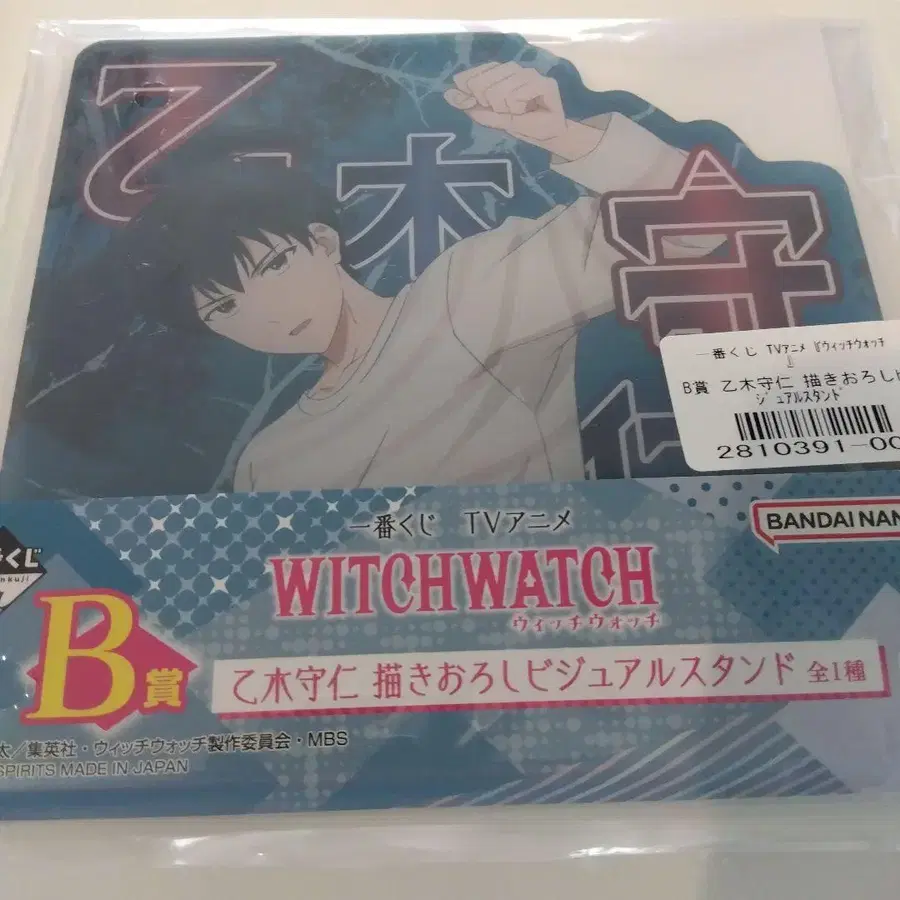 乙木守仁
一番くじ TVアニメ『ウィッチウォッチ
』
B賞 乙木守仁 描きおろしビ
ジュアルスタンド
2810391-00
一番くじ TVアニメ
BANDAI NAM
WITCH WATCH
ウィッチウォッチ
くじ
B賞
乙木守仁 描きおろしビジュアルスタンド 全1種
太/集英社・ウィッチウォッチ製作委員会・MBS
SPIRITS MADE IN JAPAN